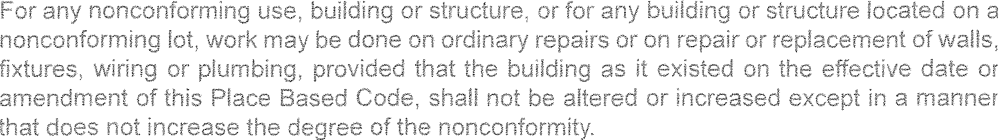 For any nonconforming use, building or structure, or for any building or structure located on a
nonconforming lot, work may be done on ordinary repairs or on repair or replacement of walls,
fixtures, wiring or plumbing, provided that the building as it existed on the effective date or
amendment of this Place Based Code, shall not be altered or increased except in a manner
that does not increase the degree of the nonconformity.